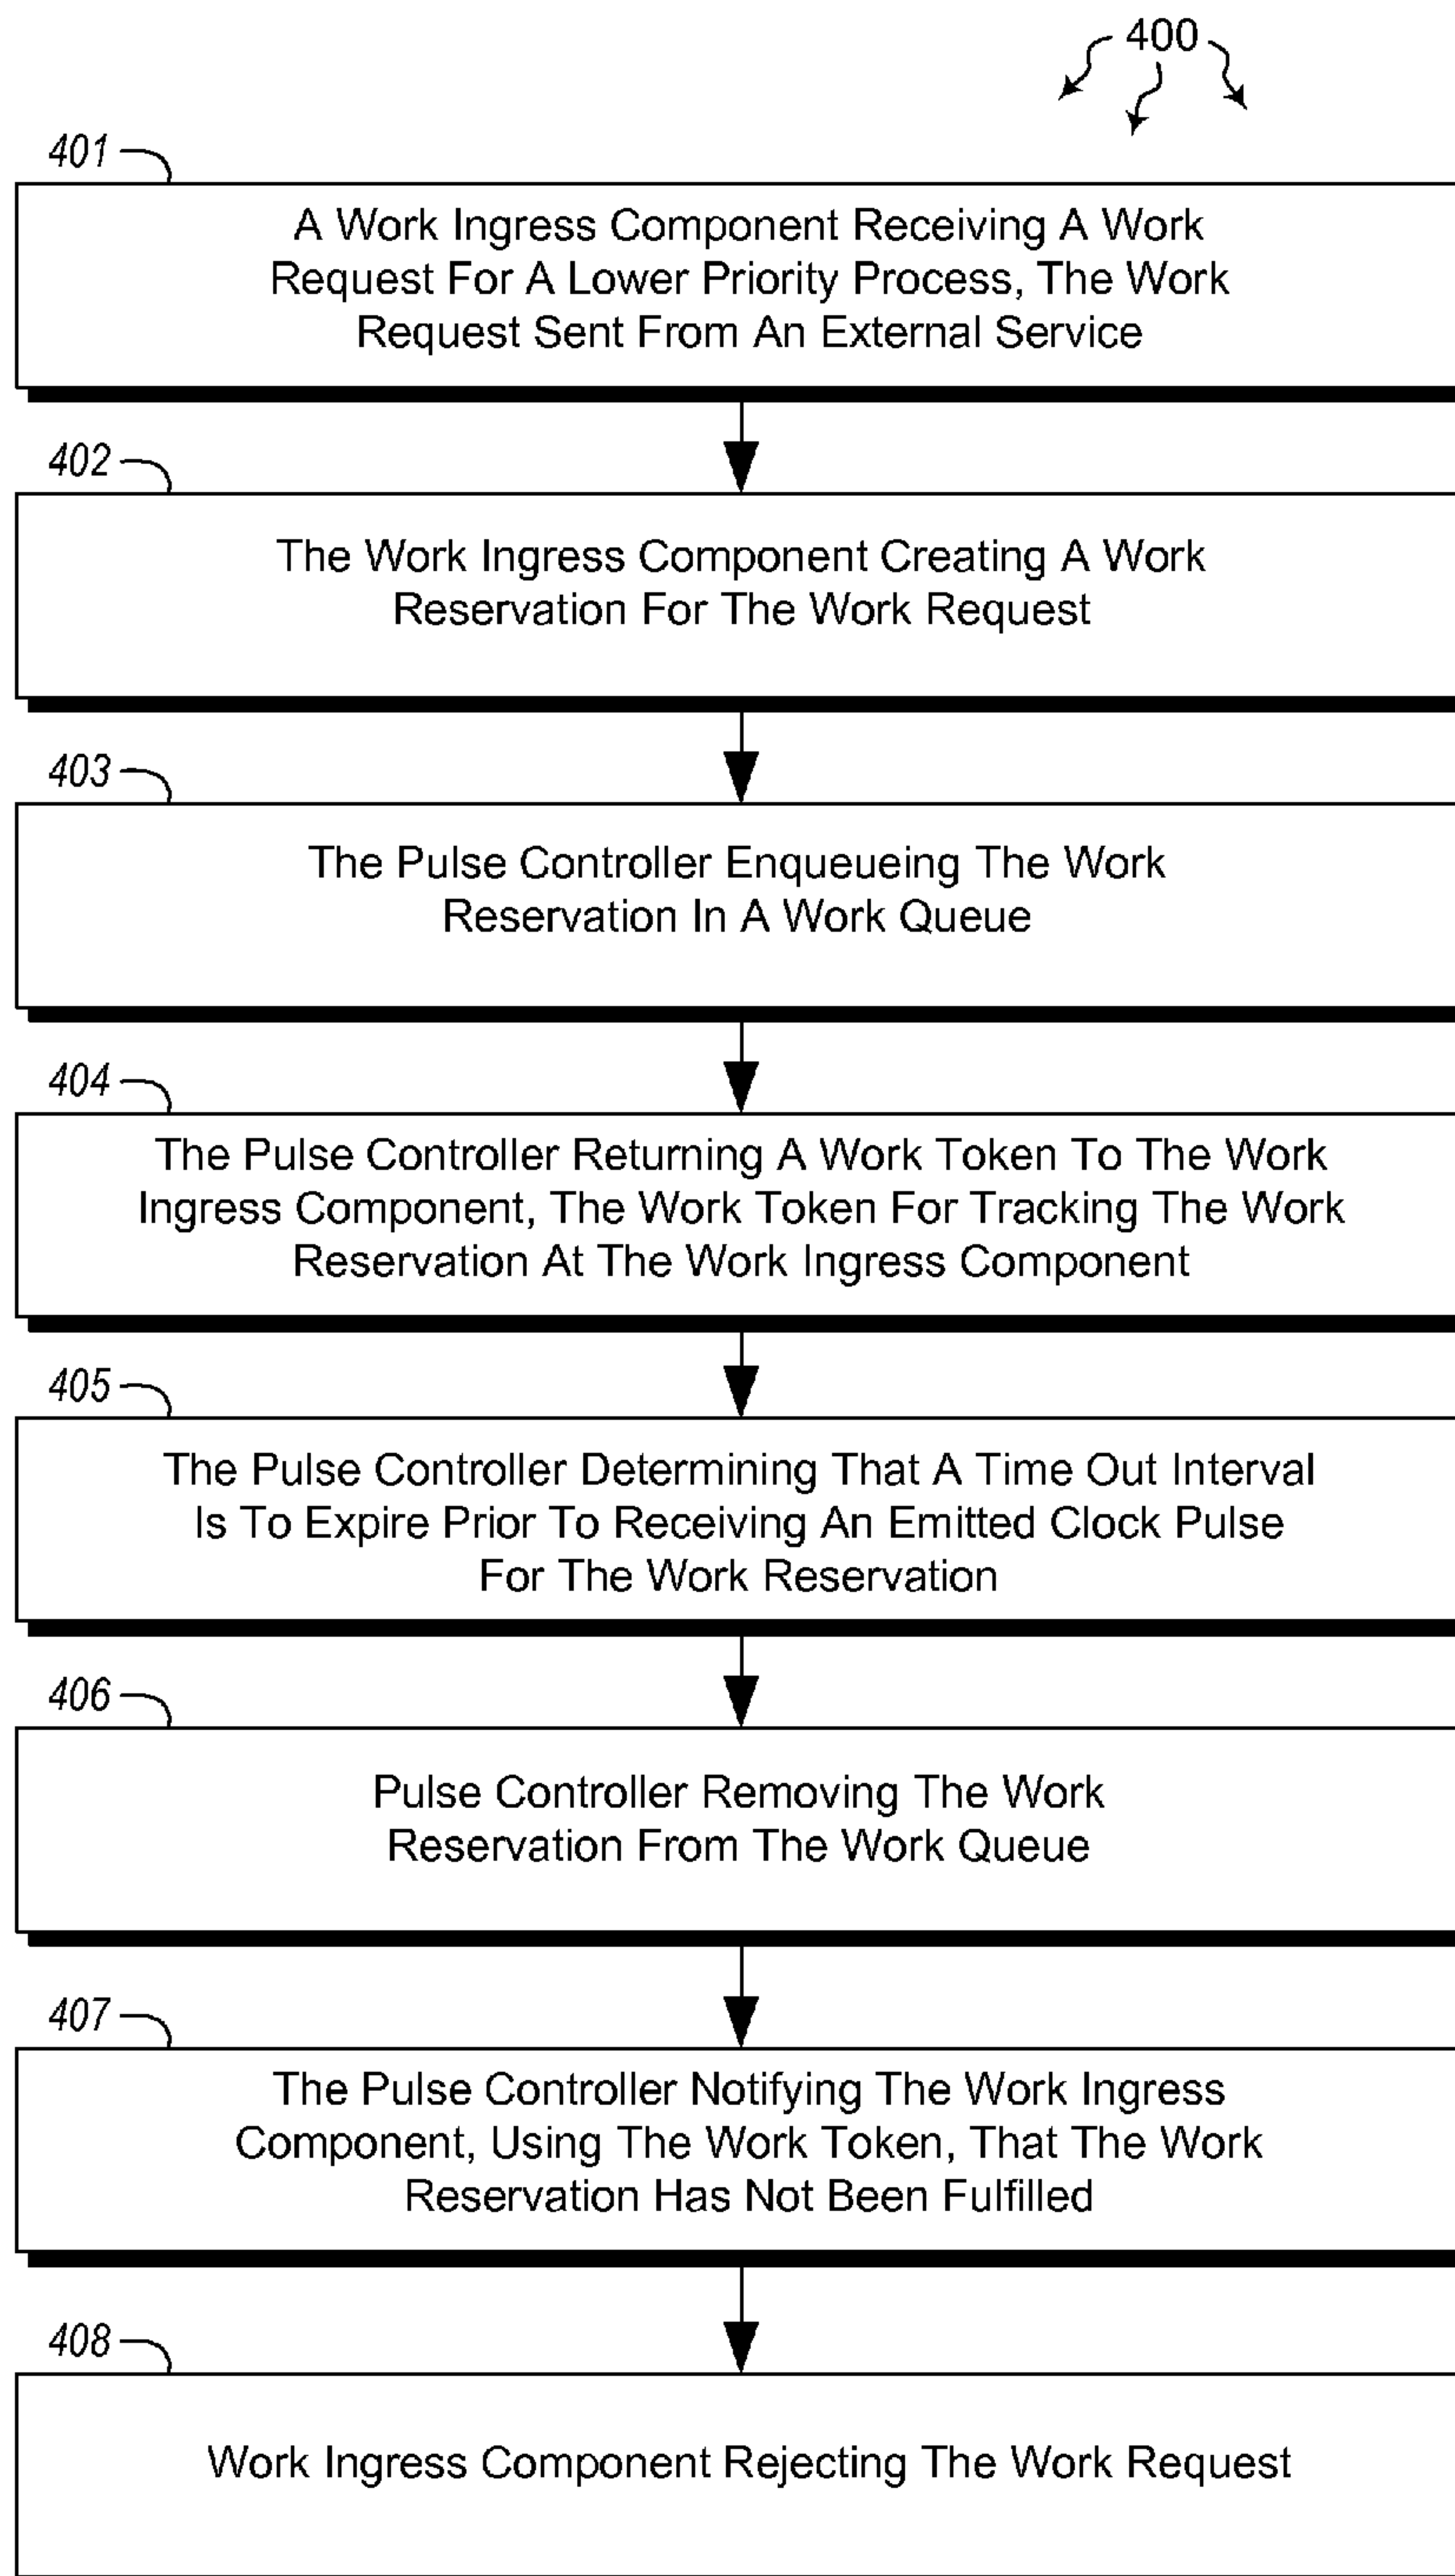 400
401
A Work Ingress Component Receiving A Work
Request For A Lower Priority Process, The Work
Request Sent From An External Service
402
The Work Ingress Component Creating A Work
Reservation For The Work Request
403
The Pulse Controller Enqueueing The Work
Reservation In A Work Queue
404
The Pulse Controller Returning A Work Token To The Work
Ingress Component, The Work Token For Tracking The Work
Reservation At The Work Ingress Component
405
The Pulse Controller Determining That A Time Out Interval
Is To Expire Prior To Receiving An Emitted Clock Pulse
For The Work Reservation
406
Pulse Controller Removing The Work
Reservation From The Work Queue
407
The Pulse Controller Notifying The Work Ingress
Component, Using The Work Token, That The Work
Reservation Has Not Been Fulfilled
408
Work Ingress Component Rejecting The Work Request